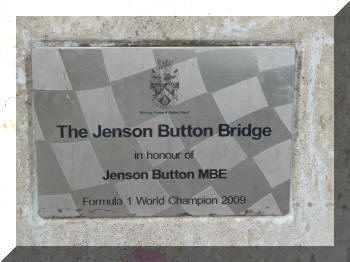 The Jenson Button Bridge
in honour of
Jenson Button MBE
Formula 1 World Champion 2009